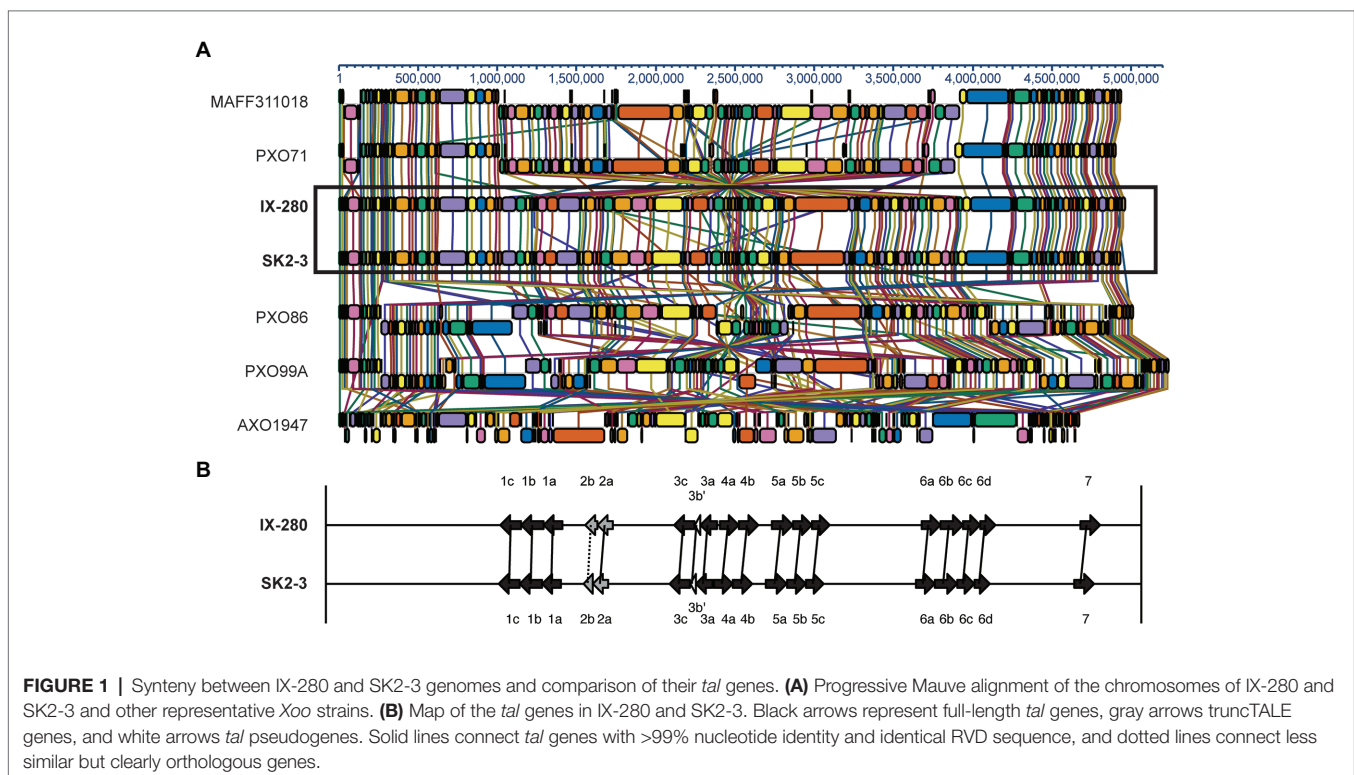 A
1 500,000 1,000,000 1,500,000 2,000,000 2,500,000 3,000,000 3,500,000 4,000,000 4,500,000 5,000,000
MAFF311018
PXO71
IX-280
SK2-3
PXO86
PXO99A
AXO1947
B
1c 1b 1a 2b 2a 3c 3a 4a 4b 5a 5b 5c 6a 6b 6c 6d 7
3b'
IX-280
SK2-3
3b'
1c 1b 1a 2b 2a 3c 3a 4a 4b 5a 5b 5c 6a 6b 6c 6d 7
FIGURE 1 | Synteny between IX-280 and SK2-3 genomes and comparison of their tal genes. (A) Progressive Mauve alignment of the chromosomes of IX-280 and
SK2-3 and other representative Xoo strains. (B) Map of the tal genes in IX-280 and SK2-3. Black arrows represent full-length tal genes, gray arrows truncTALE
genes, and white arrows tal pseudogenes. Solid lines connect tal genes with >99% nucleotide identity and identical RVD sequence, and dotted lines connect less
similar but clearly orthologous genes.